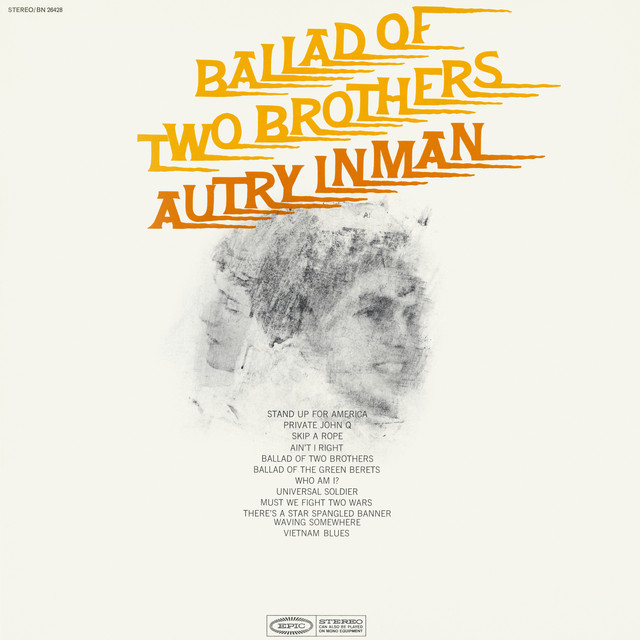 STEREO/BN 26428
BALLAD OF
TWO BROTHERS
AUTRY INMAN
STAND UP FOR AMERICA
PRIVATE JOHN Q
SKIP A ROPE
AIN'T I RIGHT
BALLAD OF TWO BROTHERS
BALLAD OF THE GREEN BERETS
WHO AM I?
UNIVERSAL SOLDIER
MUST WE FIGHT TWO WARS
THERE'S A STAR SPANGLED BANNER
WAVING SOMEWHERE
VIETNAM BLUES
EPIC
STEREO
CAN ALSO BE PLAYED
ON MONO EQUIPMENT